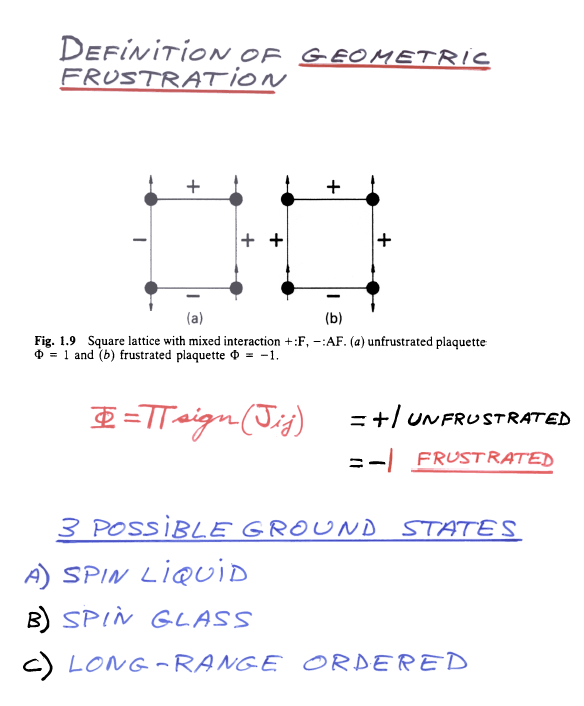 DEFINITION OF GEOMETRIC
FRUSTRATION
+ +
− + + +
− −
(a) (b)
Fig. 1.9 Square lattice with mixed interaction +:F, −:AF. (a) unfrustrated plaquette
Φ = 1 and (b) frustrated plaquette Φ = −1.
Φ = Π sign (Jij) = +1 UNFRUSTRATED
= −1 FRUSTRATED
3 POSSIBLE GROUND STATES
A) SPIN LIQUID
B) SPIN GLASS
C) LONG-RANGE ORDERED